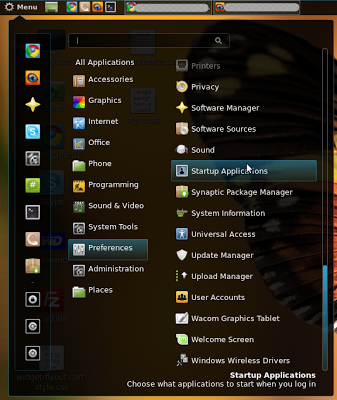 Menu
All Applications
Accessories
Graphics
Internet
Office
Phone
Programming
Sound & Video
System Tools
Preferences
Administration
Places
Printers
Privacy
Software Manager
Software Sources
Sound
Startup Applications
Synaptic Package Manager
System Information
Universal Access
Update Manager
Upload Manager
User Accounts
Wacom Graphics Tablet
Welcome Screen
Windows Wireless Drivers
Startup Applications
Choose what applications to start when you log in